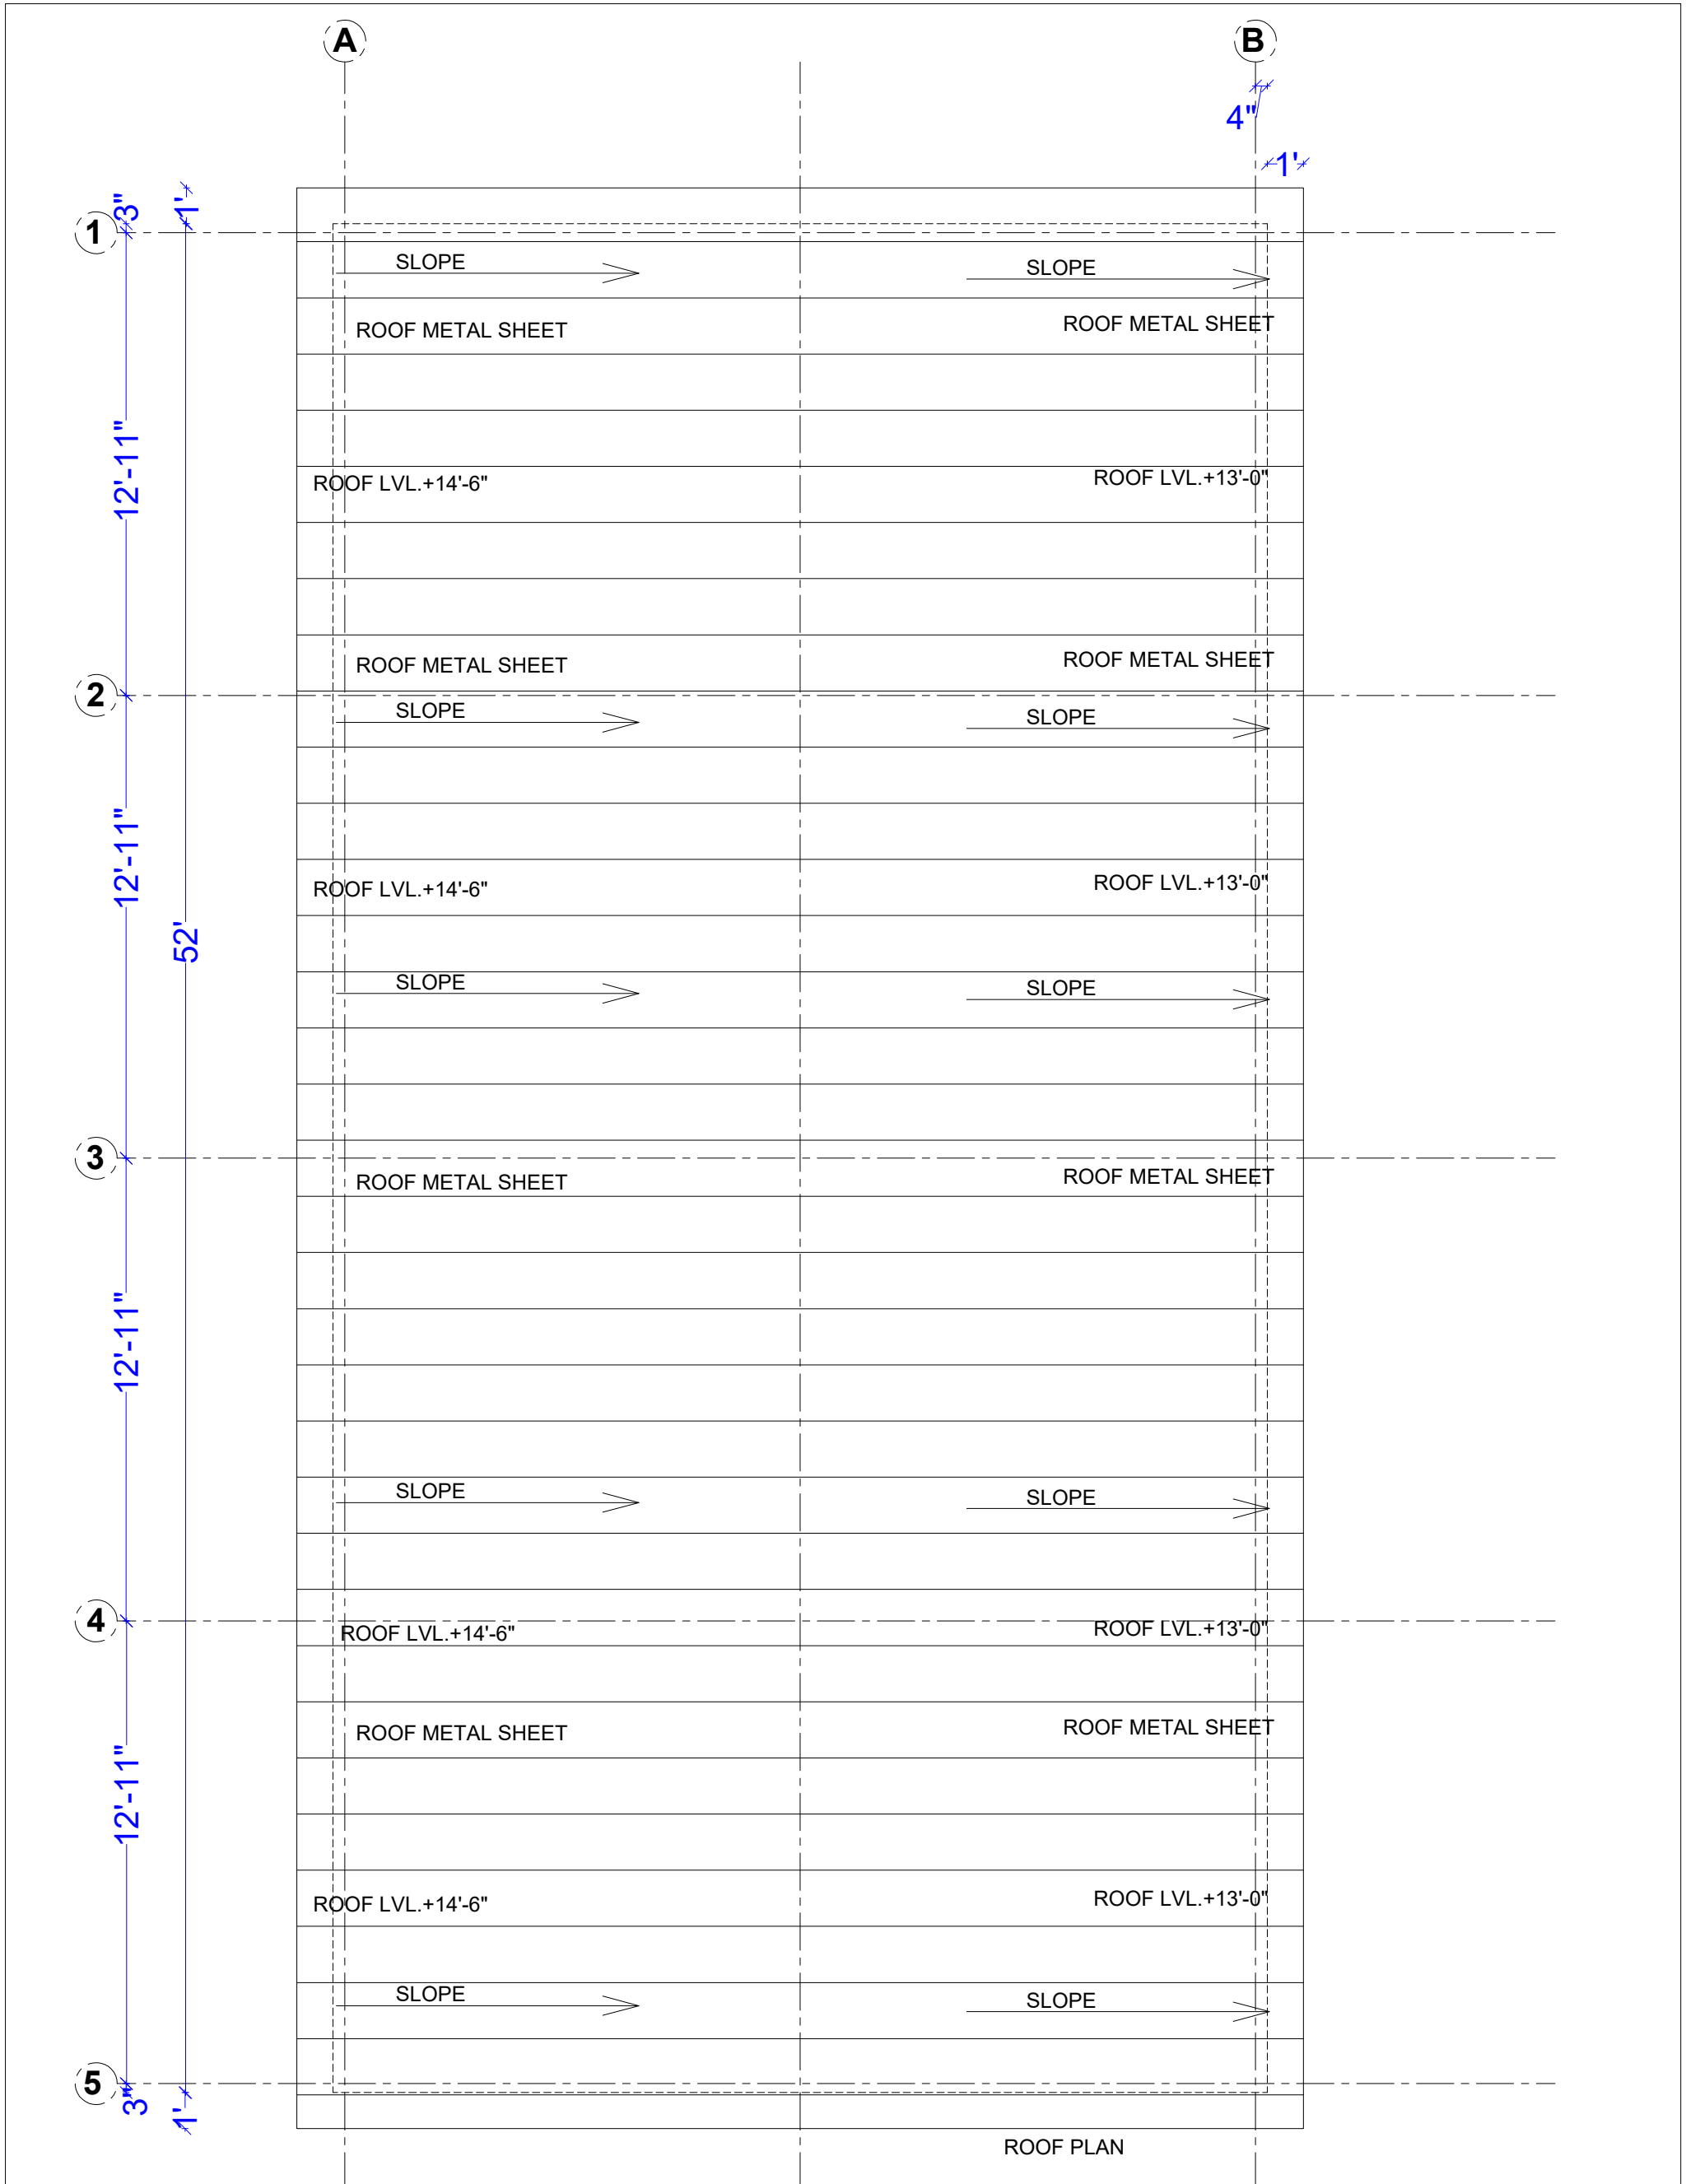 A
B
4"
1'
3"
1'
1
SLOPE
SLOPE
ROOF METAL SHEET
ROOF METAL SHEET
12'-11"
ROOF LVL.+14'-6"
ROOF LVL.+13'-0"
ROOF METAL SHEET
ROOF METAL SHEET
2
SLOPE
SLOPE
12'-11"
ROOF LVL.+14'-6"
ROOF LVL.+13'-0"
52'
SLOPE
SLOPE
3
ROOF METAL SHEET
ROOF METAL SHEET
12'-11"
SLOPE
SLOPE
4
ROOF LVL.+14'-6"
ROOF LVL.+13'-0"
ROOF METAL SHEET
ROOF METAL SHEET
12'-11"
ROOF LVL.+14'-6"
ROOF LVL.+13'-0"
SLOPE
SLOPE
5
3"
1'
ROOF PLAN